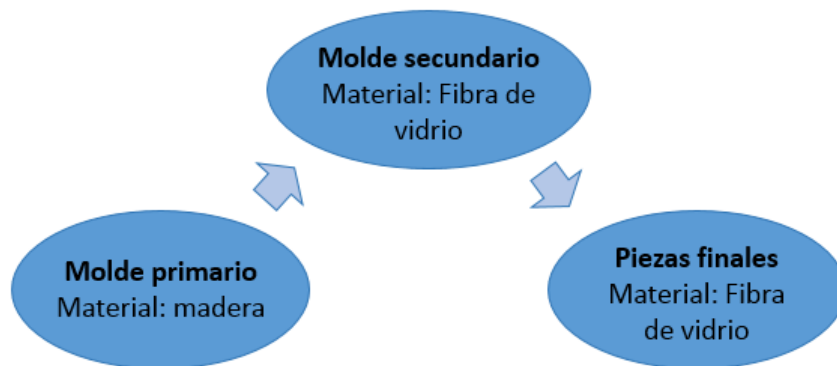 Molde secundario
Material: Fibra de
vidrio
Molde primario
Material: madera
Piezas finales
Material: Fibra
de vidrio